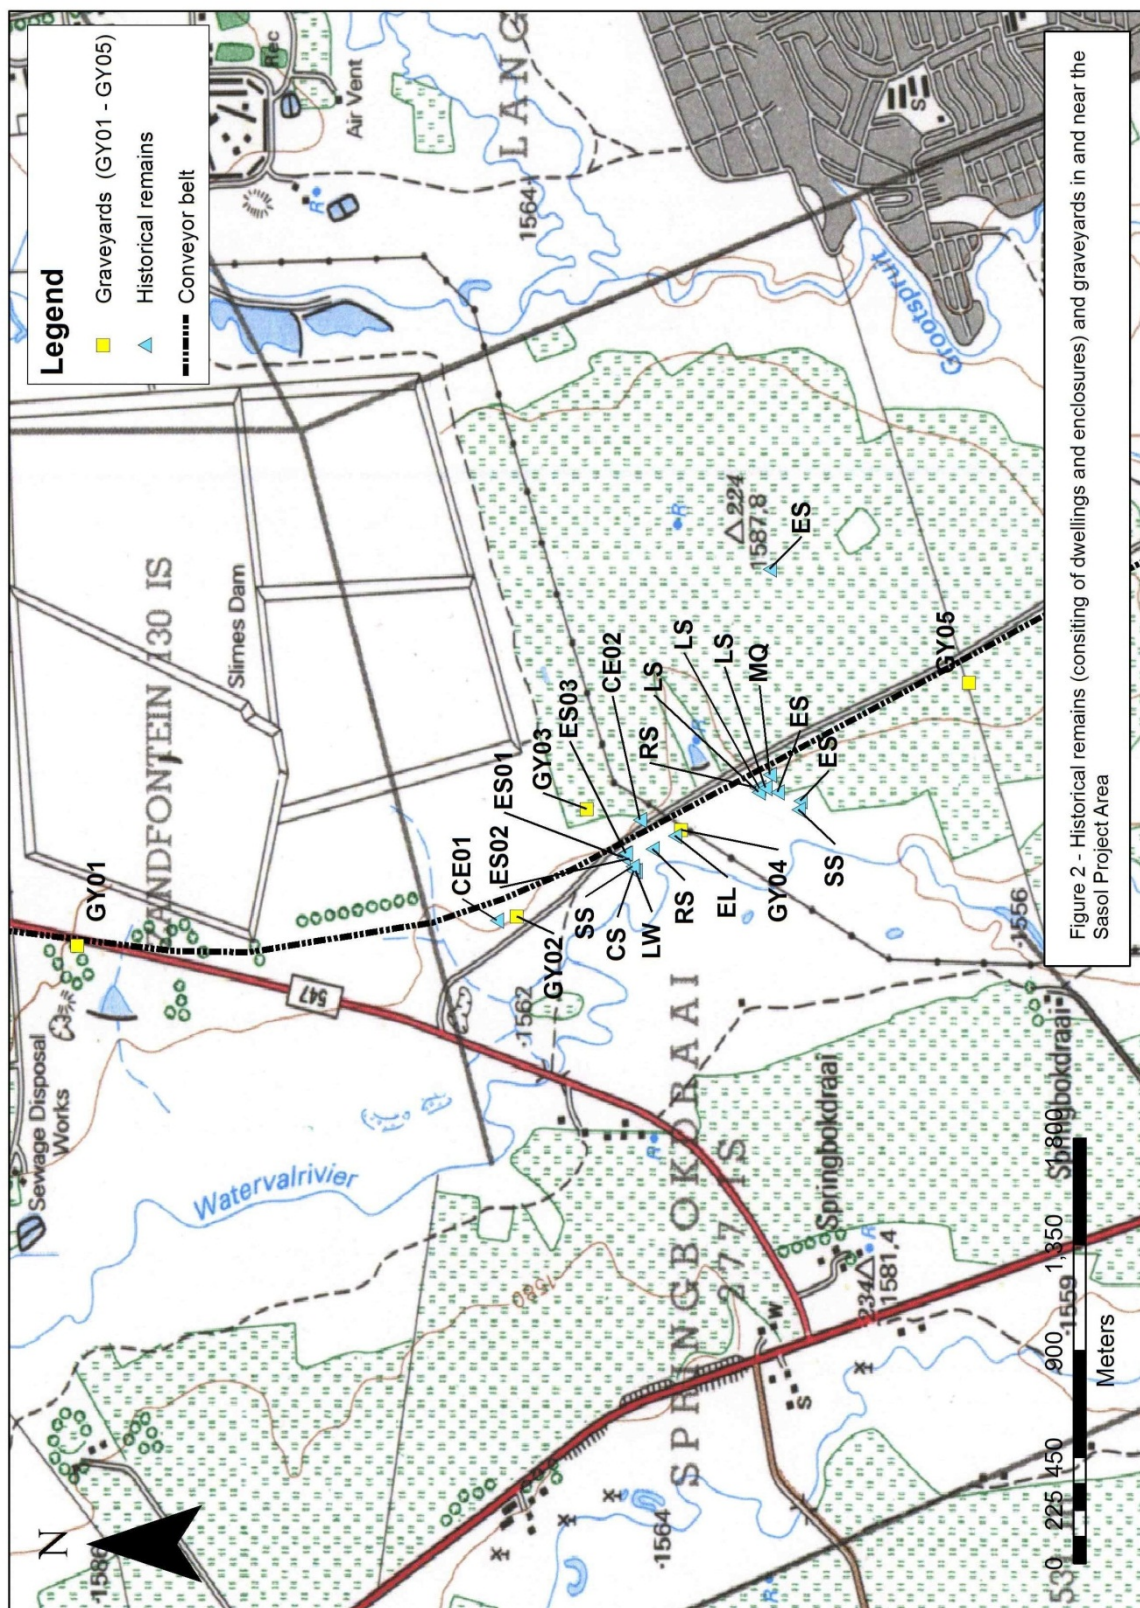 Legend
Graveyards (GY01 - GY05)
Historical remains
Conveyor belt
N
Sewage Disposal
Works
GY01
LANDFONTEIN 130 IS
Slimes Dam
Rec
Air Vent
R
1564
LANG
547
Watervalrivier
1580
1562
CE01
GY02
ES02
ES01
GY03
ES03
CE02
SS
CS
LW
RS
EL
GY04
RS
LS
LS
LS
MQ
ES
ES
SS
ES
GY05
R
R
224
1587,8
Grootspruit
S
SPRINGBOKDRAAI
277 IS
R
Springbokdraai
R
234
1581,4
W
S
1564
1559
1556
Springbokdraai
R
53
0 225 450 900 1,350 1,800
Meters
Figure 2 - Historical remains (consiting of dwellings and enclosures) and graveyards in and near the
Sasol Project Area